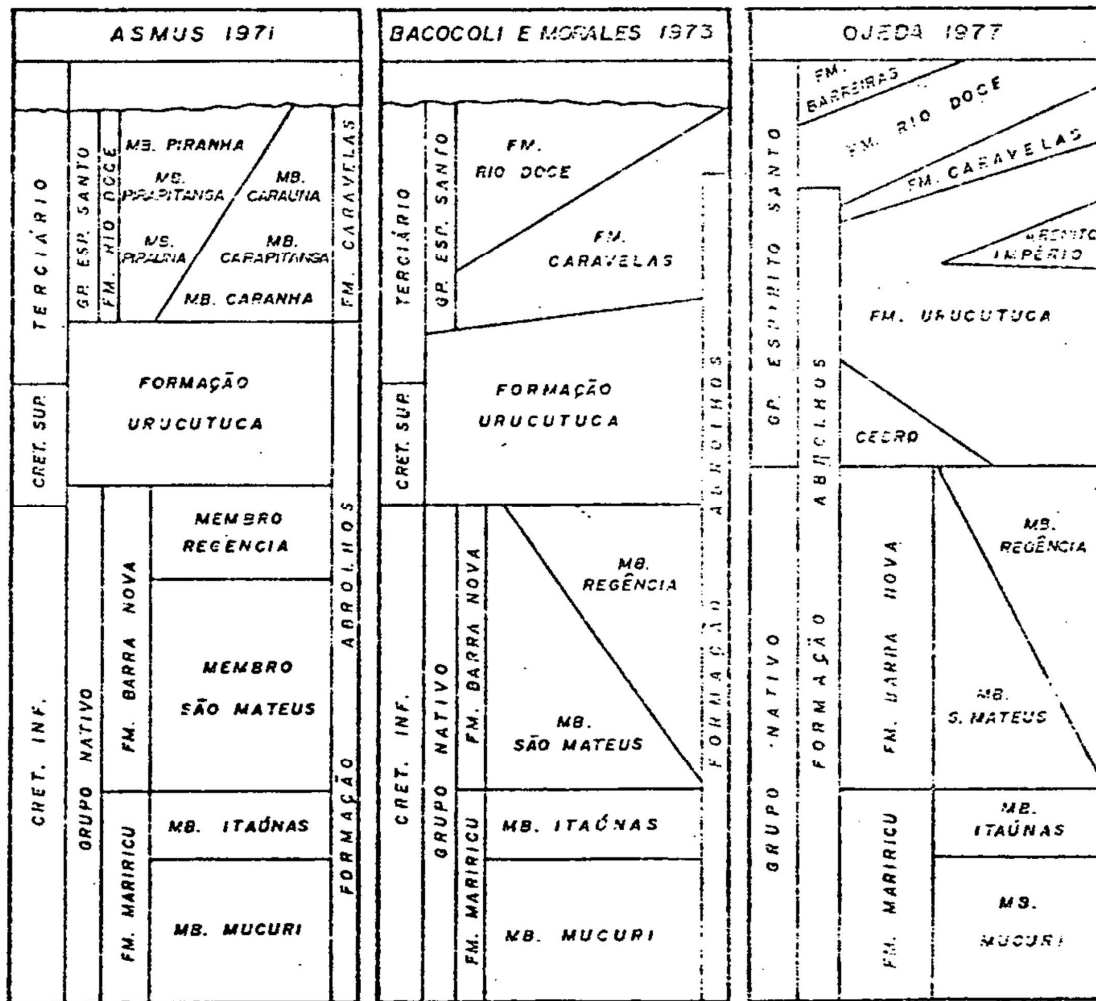 ASMUS 1971
TERCIÁRIO
CRET. SUP.
CRET. INF.
GP. ESP. SANTO
FM. RIO DOCE
MB. PIRANHA
MB.
PIRAPITANGA
MB.
PIRAUNA
MB.
CARAUNA
MB.
CARAPITANGA
MB. CARANHA
FM. CARAVELAS
FORMAÇÃO
URUCUTUCA
GRUPO NATIVO
FM. BARRA NOVA
MEMBRO
REGENCIA
MEMBRO
SÃO MATEUS
FM. MARIRICU
MB. ITAÚNAS
MB. MUCURI
FORMAÇÃO ABROLHOS
BACOCOLI E MORALES 1973
TERCIÁRIO
CRET. SUP.
CRET. INF.
GP. ESP. SANTO
FM.
RIO DOCE
FM.
CARAVELAS
FORMAÇÃO
URUCUTUCA
GRUPO NATIVO
FM. BARRA NOVA
MB.
REGÊNCIA
MB.
SÃO MATEUS
FM. MARIRICU
MB. ITAÚNAS
MB. MUCURI
FORMAÇÃO ABROLHOS
OJEDA 1977
GP. ESPIRITO SANTO
FM.
BARREIRAS
FM. RIO DOCE
FM. CARAVELAS
ARENITO
IMPÉRIO
FM. URUCUTUCA
FORMAÇÃO ABROLHOS
GRUPO NATIVO
FM. BARRA NOVA
MB.
REGÊNCIA
MB.
S. MATEUS
FM. MARIRICU
MB.
ITAÚNAS
MB.
MUCURI